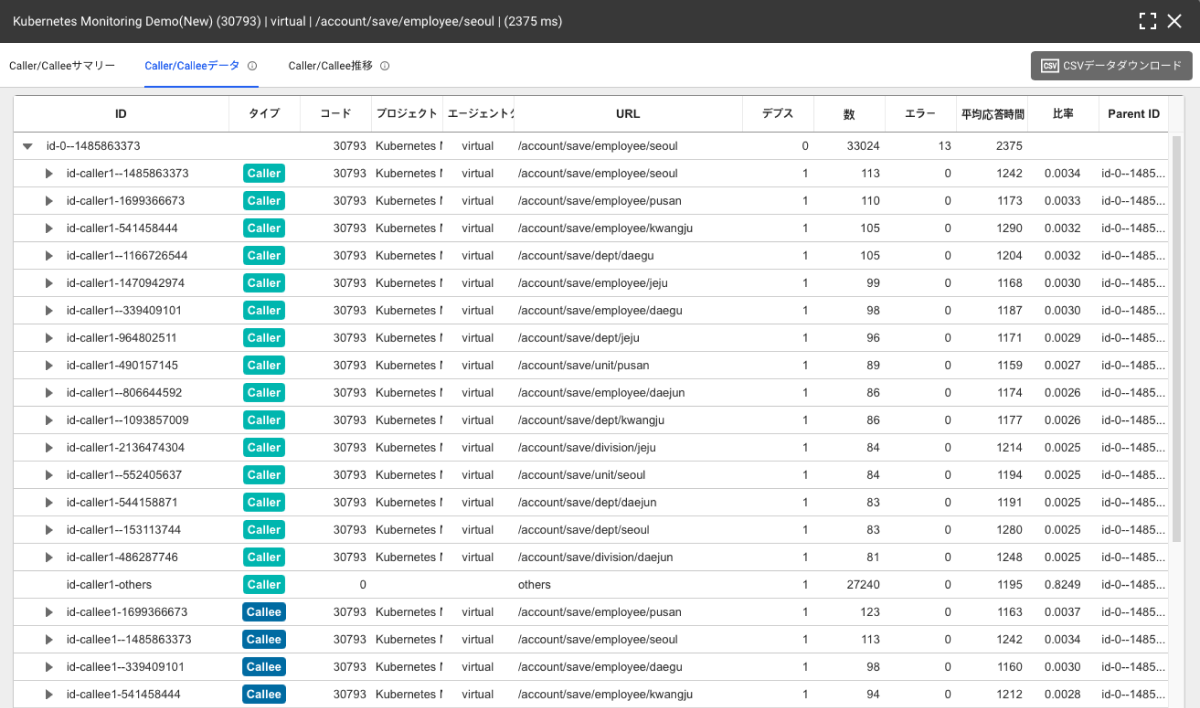 Kubernetes Monitoring Demo(New) (30793) | virtual | /account/save/employee/seoul | (2375 ms)
Caller/Calleeサマリー Caller/Calleeデータ Caller/Callee推移 CSV CSVデータダウンロード
ID タイプ コード プロジェクト エージェント URL デプス 数 エラー 平均応答時間 比率 Parent ID
id-0--1485863373 30793 Kubernetes virtual /account/save/employee/seoul 0 33024 13 2375
id-caller1--1485863373 Caller 30793 Kubernetes virtual /account/save/employee/seoul 1 113 0 1242 0.0034 id-0--1485...
id-caller1-1699366673 Caller 30793 Kubernetes virtual /account/save/employee/pusan 1 110 0 1173 0.0033 id-0--1485...
id-caller1-541458444 Caller 30793 Kubernetes virtual /account/save/employee/kwangju 1 105 0 1290 0.0032 id-0--1485...
id-caller1--1166726544 Caller 30793 Kubernetes virtual /account/save/dept/daegu 1 105 0 1204 0.0032 id-0--1485...
id-caller1-1470942974 Caller 30793 Kubernetes virtual /account/save/employee/jeju 1 99 0 1168 0.0030 id-0--1485...
id-caller1--339409101 Caller 30793 Kubernetes virtual /account/save/employee/daegu 1 98 0 1187 0.0030 id-0--1485...
id-caller1-964802511 Caller 30793 Kubernetes virtual /account/save/dept/jeju 1 96 0 1171 0.0029 id-0--1485...
id-caller1-490157145 Caller 30793 Kubernetes virtual /account/save/unit/pusan 1 89 0 1159 0.0027 id-0--1485...
id-caller1--806644592 Caller 30793 Kubernetes virtual /account/save/employee/daejun 1 86 0 1174 0.0026 id-0--1485...
id-caller1--1093857009 Caller 30793 Kubernetes virtual /account/save/dept/kwangju 1 86 0 1177 0.0026 id-0--1485...
id-caller1-2136474304 Caller 30793 Kubernetes virtual /account/save/division/jeju 1 84 0 1214 0.0025 id-0--1485...
id-caller1--552405637 Caller 30793 Kubernetes virtual /account/save/unit/seoul 1 84 0 1194 0.0025 id-0--1485...
id-caller1-544158871 Caller 30793 Kubernetes virtual /account/save/dept/daejun 1 83 0 1191 0.0025 id-0--1485...
id-caller1--153113744 Caller 30793 Kubernetes virtual /account/save/dept/seoul 1 83 0 1280 0.0025 id-0--1485...
id-caller1-486287746 Caller 30793 Kubernetes virtual /account/save/division/daejun 1 81 0 1248 0.0025 id-0--1485...
id-caller1-others Caller 0 others 1 27240 0 1195 0.8249 id-0--1485...
id-callee1-1699366673 Callee 30793 Kubernetes virtual /account/save/employee/pusan 1 123 0 1163 0.0037 id-0--1485...
id-callee1--1485863373 Callee 30793 Kubernetes virtual /account/save/employee/seoul 1 113 0 1242 0.0034 id-0--1485...
id-callee1--339409101 Callee 30793 Kubernetes virtual /account/save/employee/daegu 1 98 0 1160 0.0030 id-0--1485...
id-callee1-541458444 Callee 30793 Kubernetes virtual /account/save/employee/kwangju 1 94 0 1212 0.0028 id-0--1485...